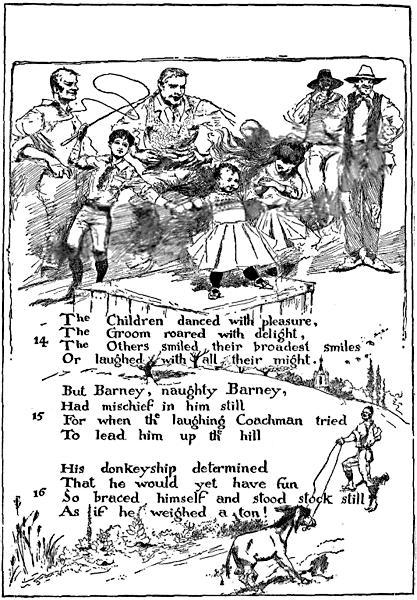 The Children danced with pleasure,
14 The Groom roared with delight,
The Others smiled their broadest smiles
Or laughed with all their might.
But Barney, naughty Barney,
Had mischief in him still
15 For when the laughing Coachman tried
To lead him up the hill
His donkeyship determined
That he would yet have fun
16 So braced himself and stood stock still
As if he weighed a ton!